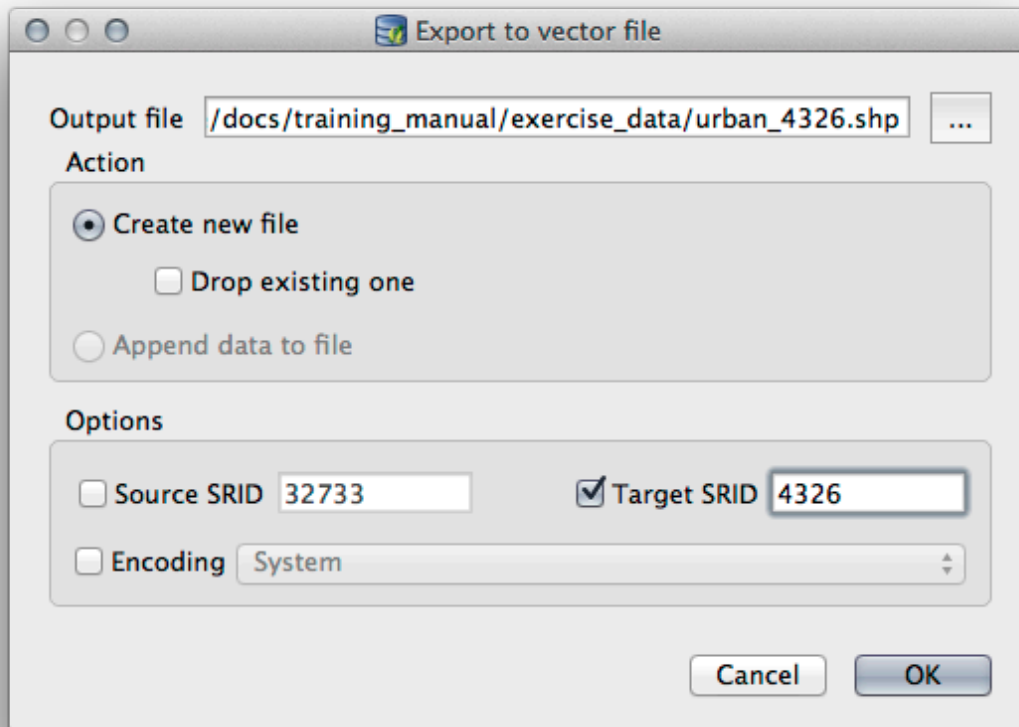 Export to vector file
Output file /docs/training_manual/exercise_data/urban_4326.shp ...
Action
Create new file
Drop existing one
Append data to file
Options
Source SRID 32733 Target SRID 4326
Encoding System
Cancel OK